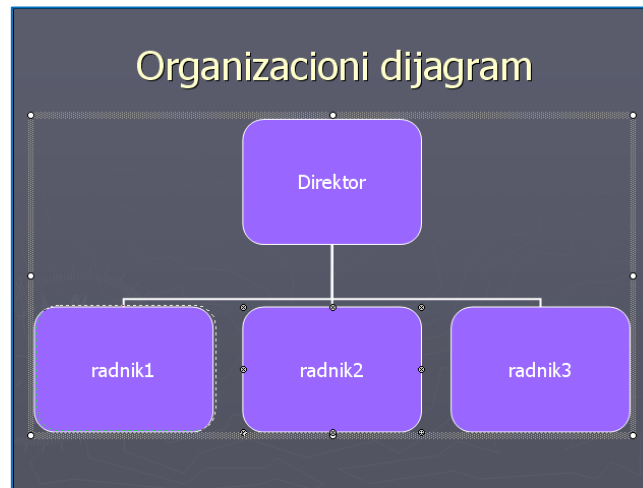 Organizacioni dijagram
Direktor
radnik1
radnik2
radnik3